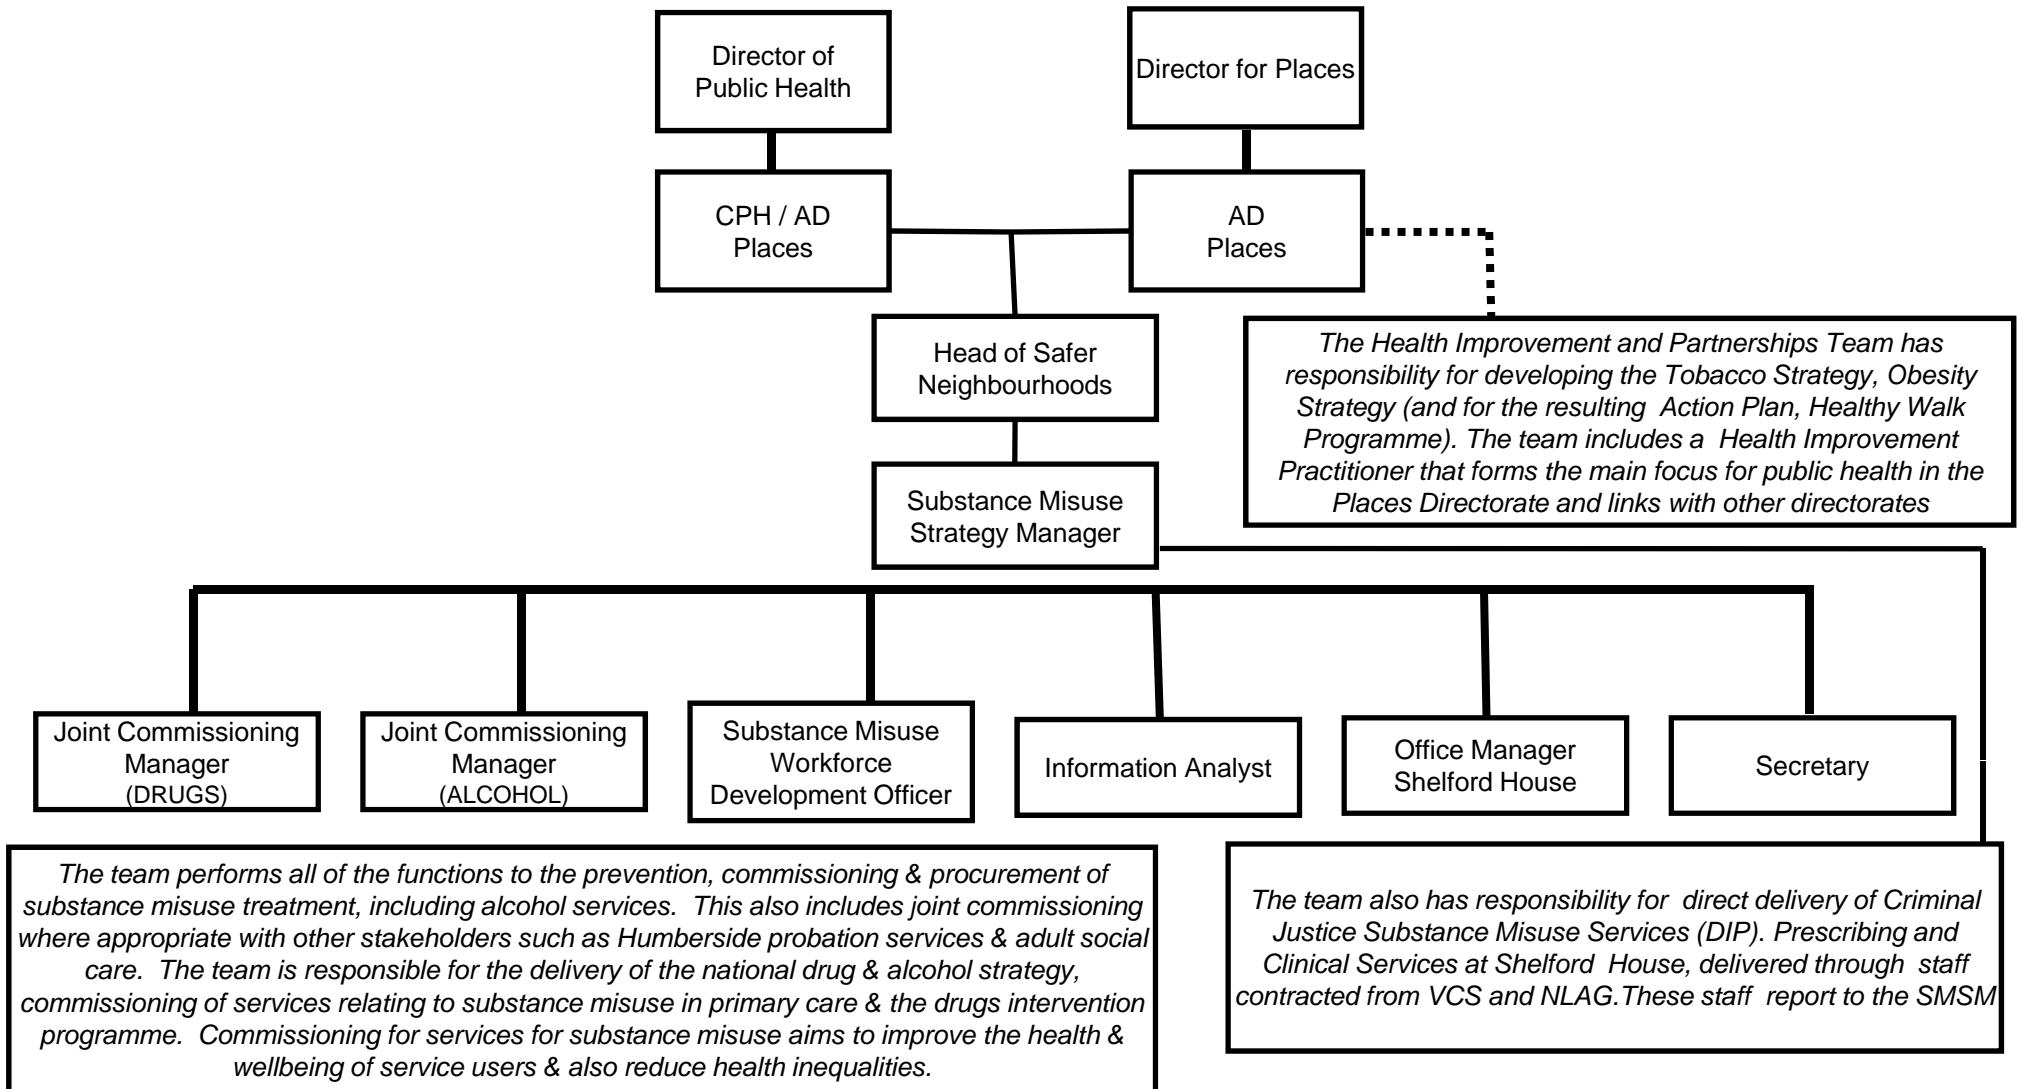 Director of
Public Health
Director for Places
CPH / AD
Places
AD
Places
Head of Safer
Neighbourhoods
The Health Improvement and Partnerships Team has
responsibility for developing the Tobacco Strategy, Obesity
Strategy (and for the resulting Action Plan, Healthy Walk
Programme). The team includes a Health Improvement
Practitioner that forms the main focus for public health in the
Places Directorate and links with other directorates
Substance Misuse
Strategy Manager
Joint Commissioning
Manager
(DRUGS)
Joint Commissioning
Manager
(ALCOHOL)
Substance Misuse
Workforce
Development Officer
Information Analyst
Office Manager
Shelford House
Secretary
The team performs all of the functions to the prevention, commissioning & procurement of
substance misuse treatment, including alcohol services. This also includes joint commissioning
where appropriate with other stakeholders such as Humberside probation services & adult social
care. The team is responsible for the delivery of the national drug & alcohol strategy,
commissioning of services relating to substance misuse in primary care & the drugs intervention
programme. Commissioning for services for substance misuse aims to improve the health &
wellbeing of service users & also reduce health inequalities.
The team also has responsibility for direct delivery of Criminal
Justice Substance Misuse Services (DIP). Prescribing and
Clinical Services at Shelford House, delivered through staff
contracted from VCS and NLAG.These staff report to the SMSM